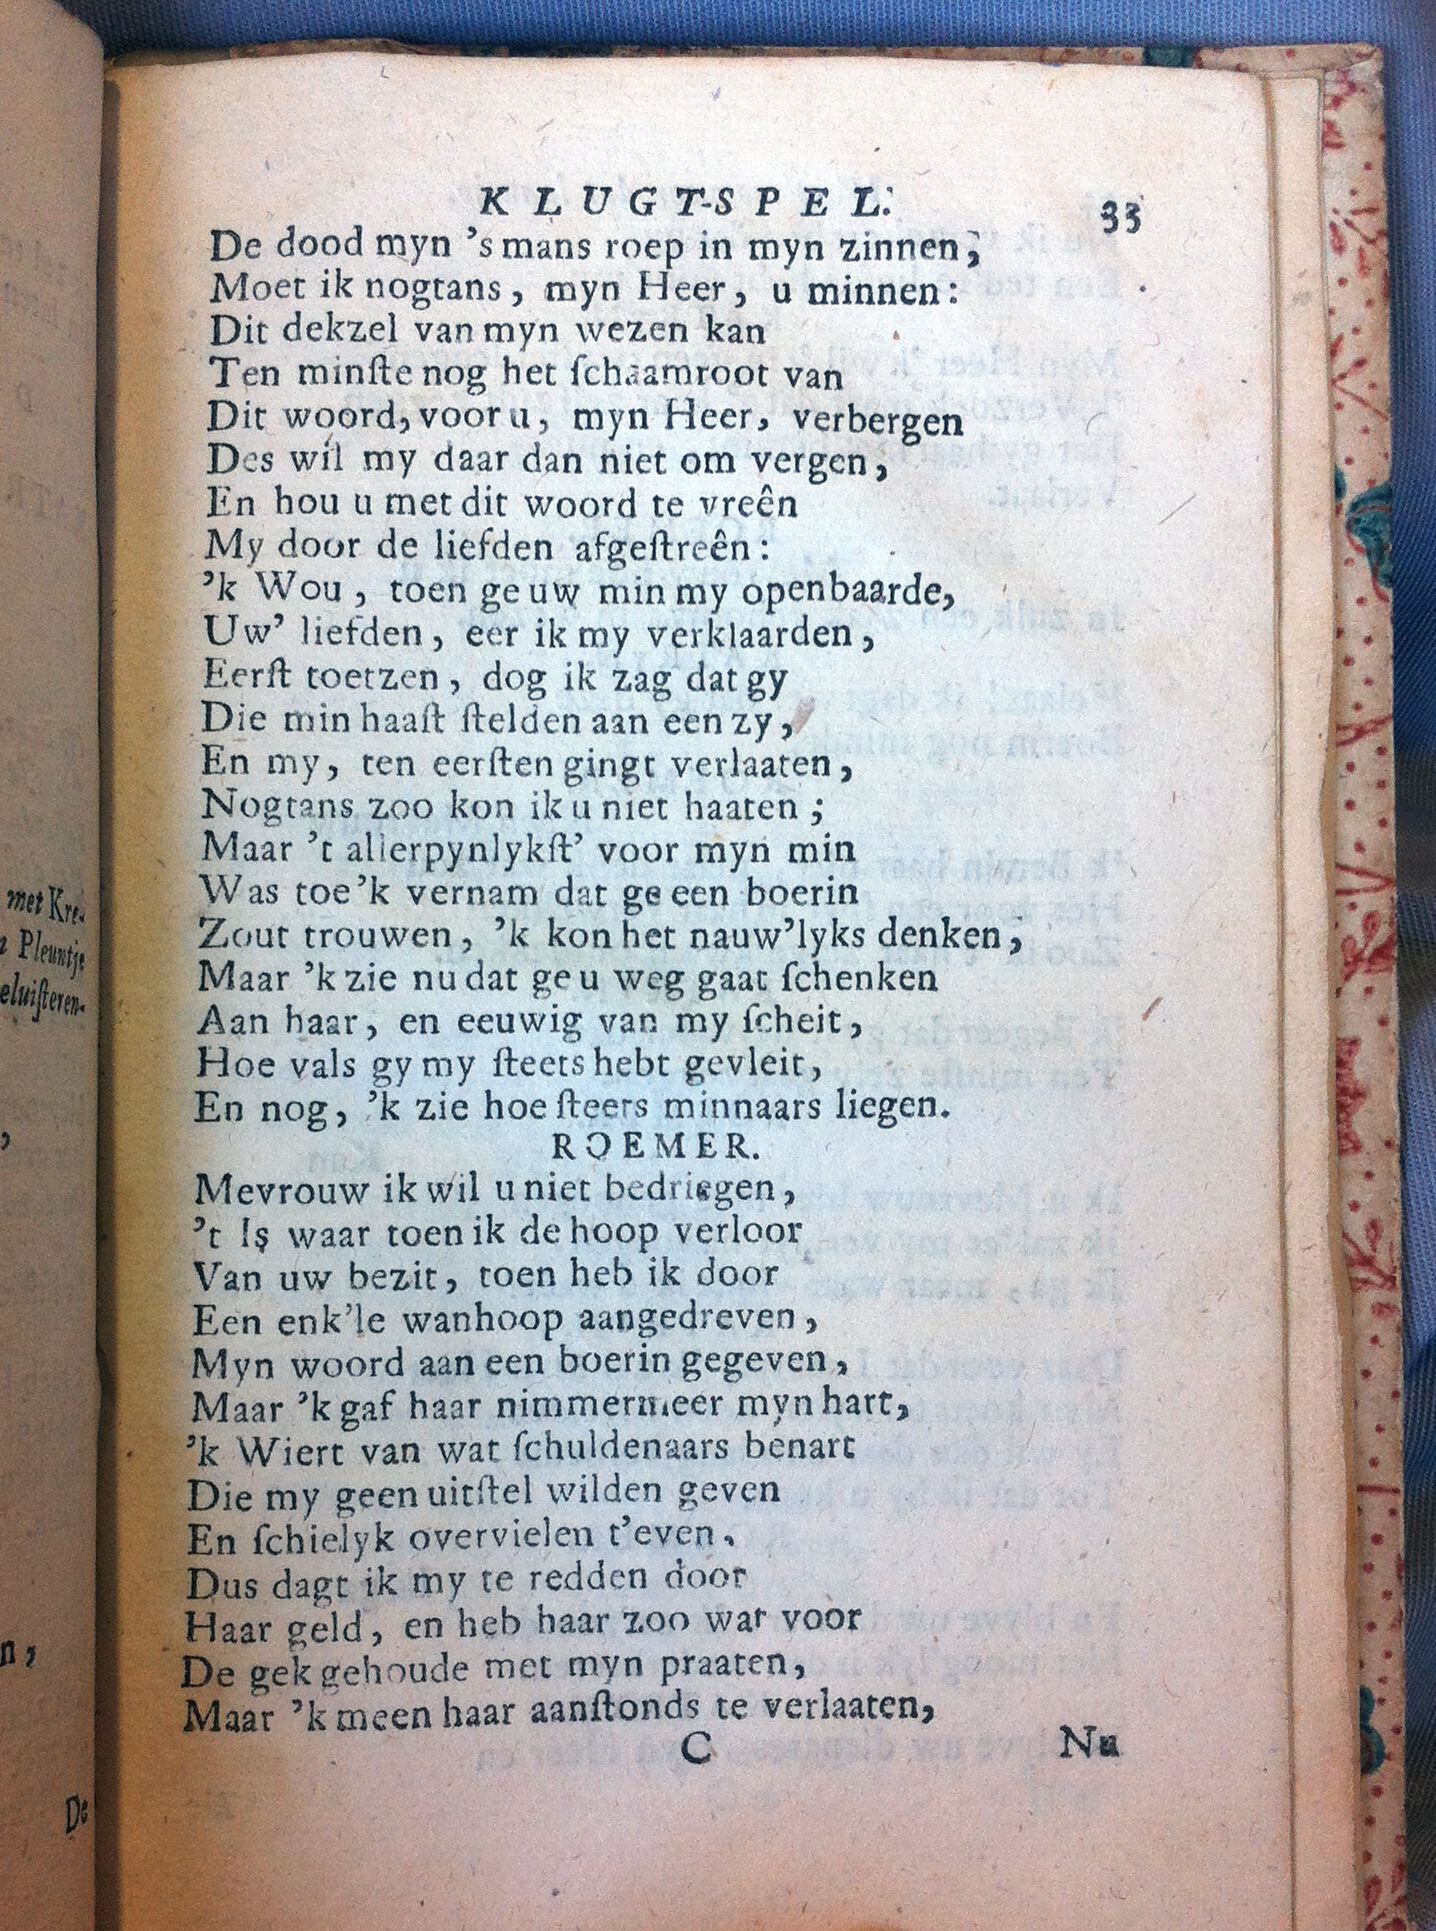 KLUGT-SPEL. 33
De dood myn 's mans roep in myn zinnen,
Moet ik nogtans, myn Heer, u minnen:
Dit dekzel van myn wezen kan
Ten minſte nog het ſchaamroot van
Dit woord, voor u, myn Heer, verbergen
Des wil my daar dan niet om vergen,
En hou u met dit woord te vreên
My door de liefden afgeſtreên:
'k Wou, toen ge uw min my openbaarde,
Uw' liefden, eer ik my verklaarden,
Eerſt toetzen, dog ik zag dat gy
Die min haaſt ſtelden aan een zy,
En my, ten eerſten gingt verlaaten,
Nogtans zoo kon ik u niet haaten;
Maar 't allerpynlykſt' voor myn min
Was toe'k vernam dat ge een boerin
Zout trouwen, 'k kon het nauw'lyks denken,
Maar 'k zie nu dat ge u weg gaat ſchenken
Aan haar, en eeuwig van my ſcheit,
Hoe vals gy my ſteets hebt gevleit,
En nog, 'k zie hoe ſteets minnaars liegen.
ROEMER.
Mevrouw ik wil u niet bedriegen,
't Is waar toen ik de hoop verloor
Van uw bezit, toen heb ik door
Een enk'le wanhoop aangedreven,
Myn woord aan een boerin gegeven,
Maar 'k gaf haar nimmermeer myn hart,
'k Wiert van wat ſchuldenaars benart
Die my geen uitſtel wilden geven
En ſchielyk overvielen t'even.
Dus dagt ik my te redden door
Haar geld, en heb haar zoo wat voor
De gek gehoude met myn praaten,
Maar 'k meen haar aanſtonds te verlaaten,
C Nu
met Kre-
Pleuntje
eluiſteren-
De